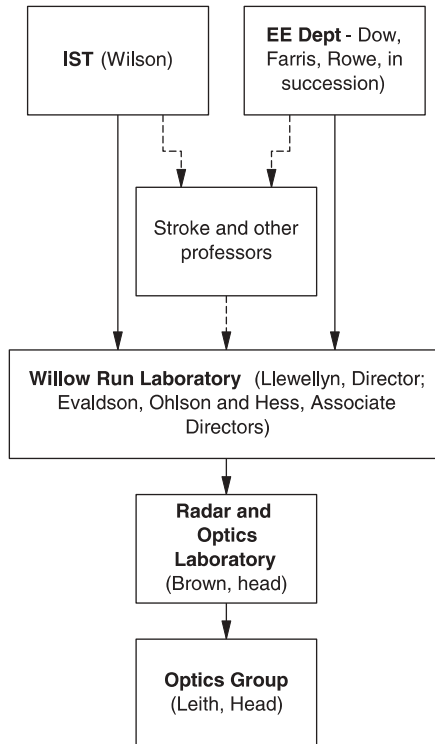 IST (Wilson)
EE Dept - Dow,
Farris, Rowe, in
succession)
Stroke and other
professors
Willow Run Laboratory (Llewellyn, Director;
Evaldson, Ohlson and Hess, Associate
Directors)
Radar and
Optics
Laboratory
(Brown, head)
Optics Group
(Leith, Head)